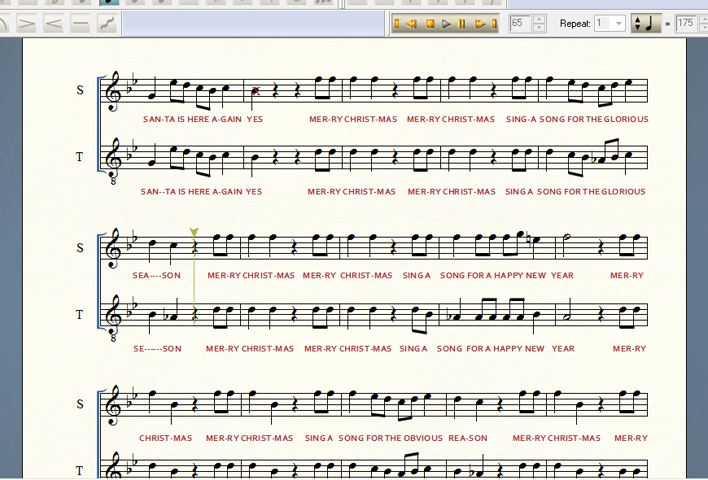 65 Repeat: 1 = 175
S
SAN-TA IS HERE A-GAIN YES MER-RY CHRIST-MAS MER-RY CHRIST-MAS SING-A SONG FOR THE GLORIOUS
T
8
SAN--TA IS HERE A-GAIN YES MER-RY CHRIST-MAS MER-RY CHRIST-MAS SING A SONG FOR THE GLORIOUS
S
SEA----SON MER-RY CHRIST-MAS MER-RY CHRIST-MAS SING A SONG FOR A HAPPY NEW YEAR MER-RY
T
8
SE------SON MER-RY CHRIST-MAS MER-RY CHRIST-MAS SING A SONG FOR A HAPPY NEW YEAR MER-RY
S
CHRIST-MAS MER-RY CHRIST-MAS SING A SONG FOR THE OBVIOUS REA-SON MER-RY CHRIST-MAS MER-RY
T